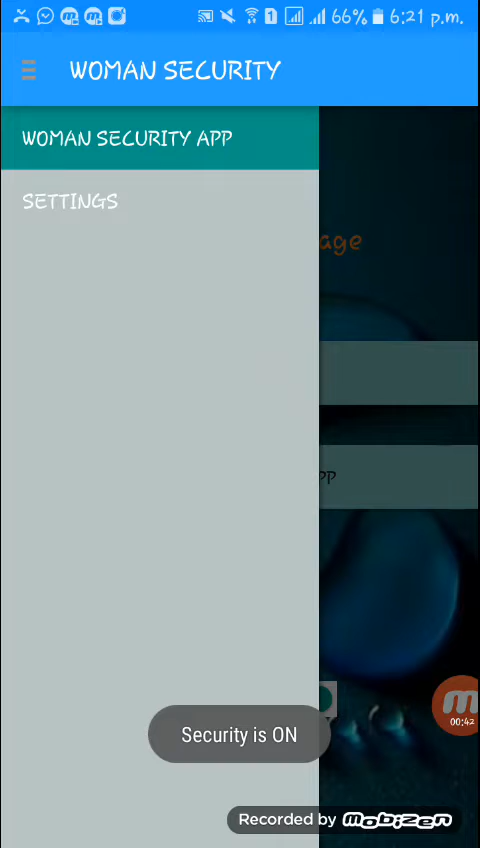 66% 6:21 p.m.
WOMAN SECURITY
WOMAN SECURITY APP
SETTINGS
age
PP
Security is ON
00:42
Recorded by mobizen